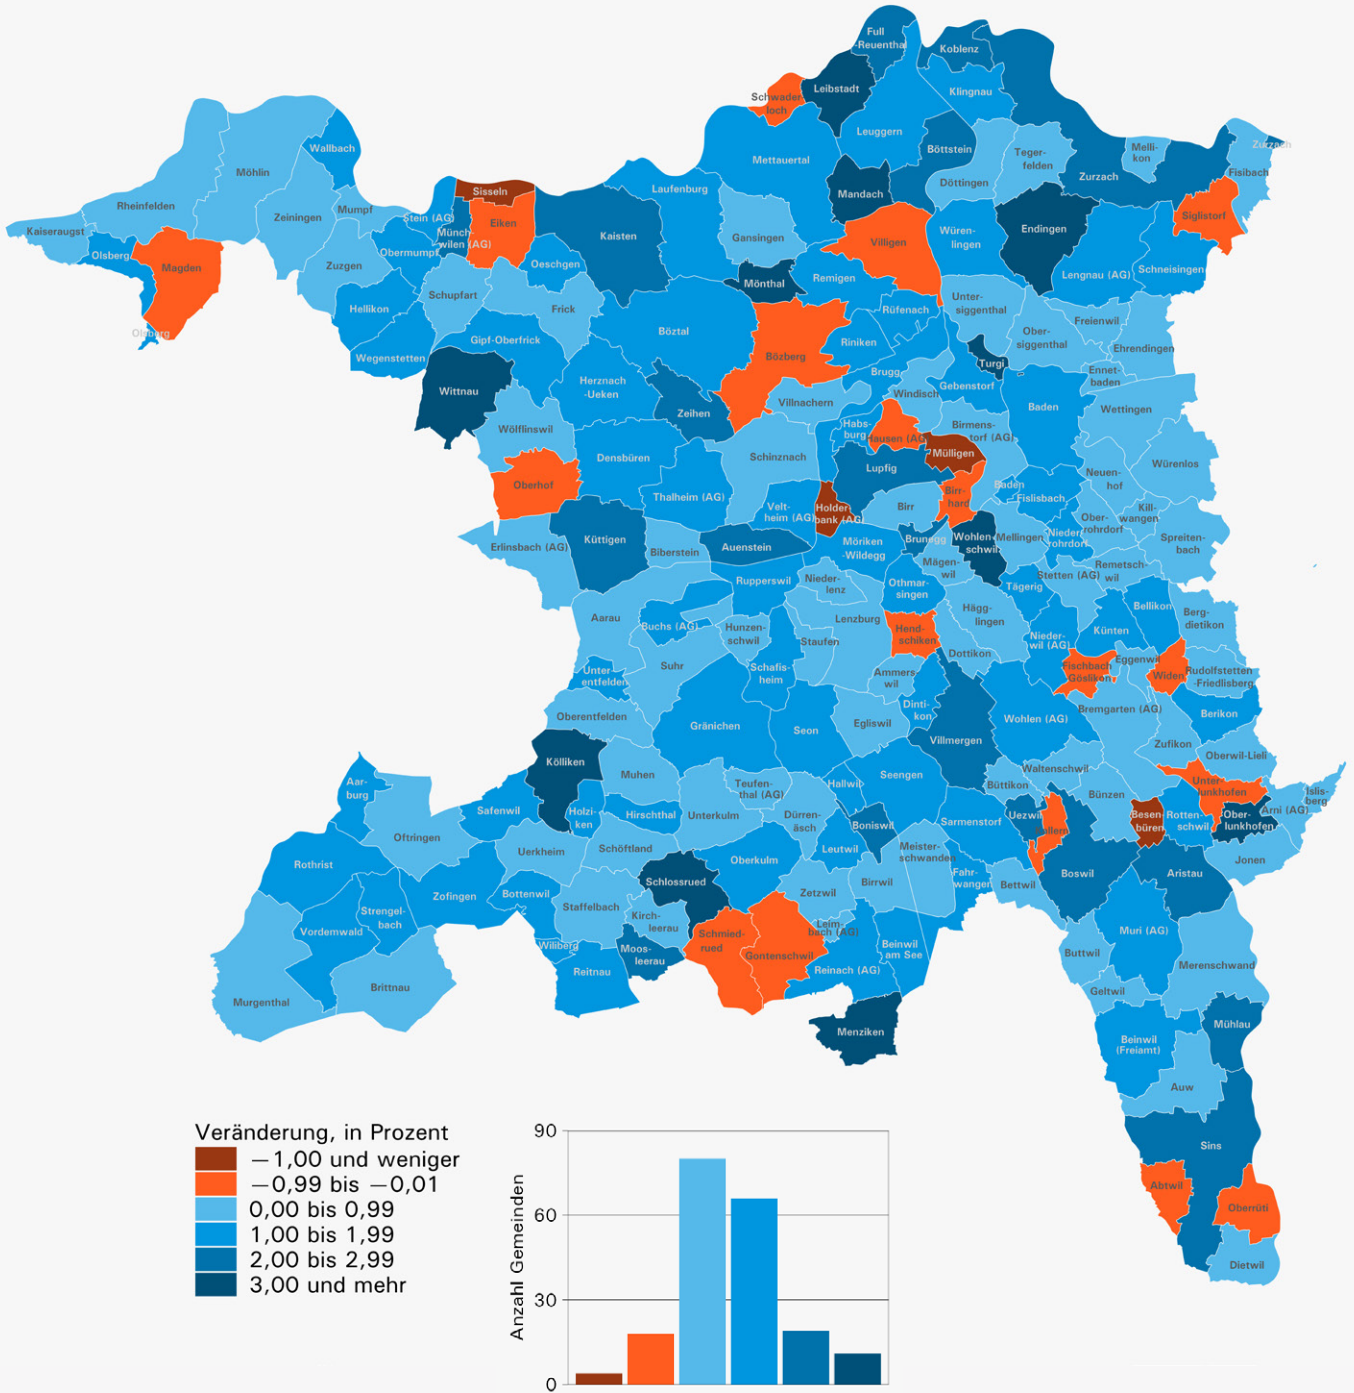 Full
-Reuenthal
Koblenz
Leibstadt
Schwader-
loch
Klingnau
Leuggern
Wallbach
Böttstein
Melli-
kon
Zurzach
Mettauertal
Teger-
felden
Möhlin
Fisibach
Zurzach
Döttingen
Sisseln
Laufenburg
Mandach
Rheinfelden
Mumpf
Zeiningen
Stein (AG)
Eiken
Siglistorf
Kaiseraugst
Münch-
wilen (AG)
Kaisten
Gansingen
Villigen
Würen-
lingen
Endingen
Olsberg
Obermumpf
Magden
Zuzgen
Oeschgen
Remigen
Lengnau (AG)
Schneisingen
Mönthal
Schupfart
Hellikon
Frick
Unter-
siggenthal
Rüfenach
Freienwil
Olsberg
Böztal
Ober-
siggenthal
Gipf-Oberfrick
Riniken
Ehrendingen
Wegenstetten
Bözberg
Turgi
Brugg
Ennet-
baden
Herznach
-Ueken
Gebenstorf
Wittnau
Windisch
Villnachern
Baden
Wettingen
Zeihen
Habs-
burg
Birmens-
storf (AG)
Wölflinswil
Hausen (AG)
Mülligen
Densbüren
Schinznach
Lupfig
Würenlos
Neuen-
hof
Oberhof
Thalheim (AG)
Baden
Birr-
hard
Fislisbach
Velt-
heim (AG)
Holder-
bank (AG)
Birr
Kill-
wangen
Ober-
rohrdorf
Küttigen
Nieder-
rohrdorf
Wohlen-
schwil
Mellingen
Spreiten-
bach
Erlinsbach (AG)
Biberstein
Auenstein
Möriken
-Wildegg
Brunegg
Mägen-
wil
Remetsch-
wil
Stetten (AG)
Rupperswil
Nieder-
lenz
Othmar-
singen
Tägerig
Bellikon
Berg-
dietikon
Aarau
Buchs (AG)
Hunzen-
schwil
Lenzburg
Hägg-
lingen
Künten
Hend-
schiken
Staufen
Nieder-
wil (AG)
Dottikon
Eggenwil
Suhr
Schafis-
heim
Fischbach
Göslikon
Widen
Rudolfstetten
-Friedlisberg
Unter-
entfelden
Ammers-
wil
Oberentfelden
Dinti-
kon
Bremgarten (AG)
Berikon
Gränichen
Seon
Egliswil
Wohlen (AG)
Villmergen
Zufikon
Oberwil-Lieli
Kölliken
Muhen
Waltenschwil
Seengen
Aar-
burg
Teufen-
thal (AG)
Hallwil
Büttikon
Unter-
lunkhofen
Bünzen
Islis-
berg
Safenwil
Holzi-
ken
Hirschthal
Unterkulm
Dürren-
äsch
Arni (AG)
Uezwil
Besen-
büren
Rotten-
schwil
Ober-
lunkhofen
Boniswil
Sarmenstorf
Oftringen
Uerkheim
Schöftland
Leutwil
Meister-
schwanden
Rothrist
Oberkulm
Jonen
Schlossrued
Boswil
Aristau
Fahr-
wangen
Bettwil
Birrwil
Zofingen
Bottenwil
Zetzwil
Staffelbach
Strengel-
bach
Kirch-
leerau
Leim-
bach (AG)
Vordemwald
Schmied-
rued
Muri (AG)
Wiliberg
Moos-
leerau
Gontenschwil
Beinwil
am See
Buttwil
Reitnau
Reinach (AG)
Merenschwand
Brittnau
Geltwil
Murgenthal
Menziken
Mühlau
Beinwil
(Freiamt)
Auw
Sins
Abtwil
Oberrüti
Dietwil
Veränderung, in Prozent
—1,00 und weniger
—0,99 bis —0,01
0,00 bis 0,99
1,00 bis 1,99
2,00 bis 2,99
3,00 und mehr
Anzahl Gemeinden
90
60
30
0